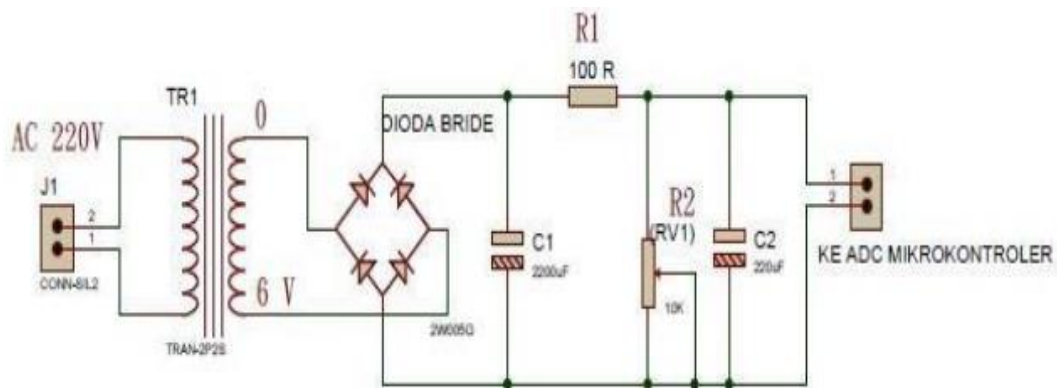 R1
100 R
TR1
0
DIODA BRIDE
AC 220V
J1
2
1
CONN-SIL2
6 V
TRAN-2P2S
2W005G
C1
2200uF
R2
(RV1)
10K
C2
220uF
1
2
KE ADC MIKROKONTROLER